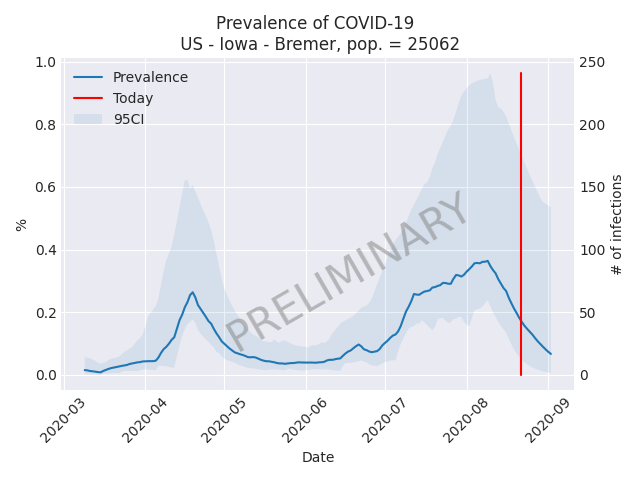 Prevalence of COVID-19
US - Iowa - Bremer, pop. = 25062
Prevalence
Today
95CI
1.0
0.8
0.6
0.4
0.2
0.0
%
250
200
150
100
50
0
# of infections
PRELIMINARY
2020-03
2020-04
2020-05
2020-06
2020-07
2020-08
2020-09
Date